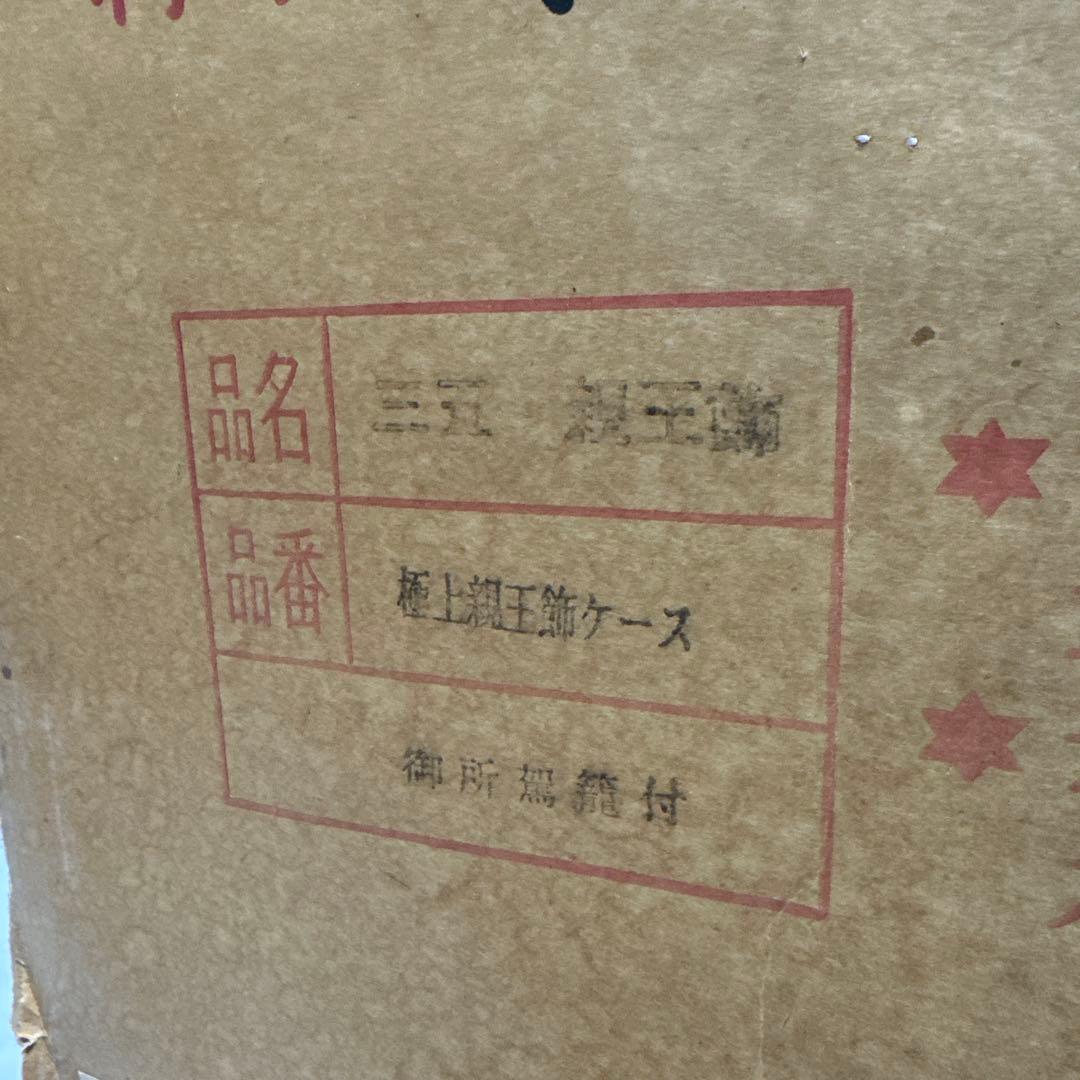 品名 三五 親王飾
品番 極上親王飾ケース
御所駕籠付